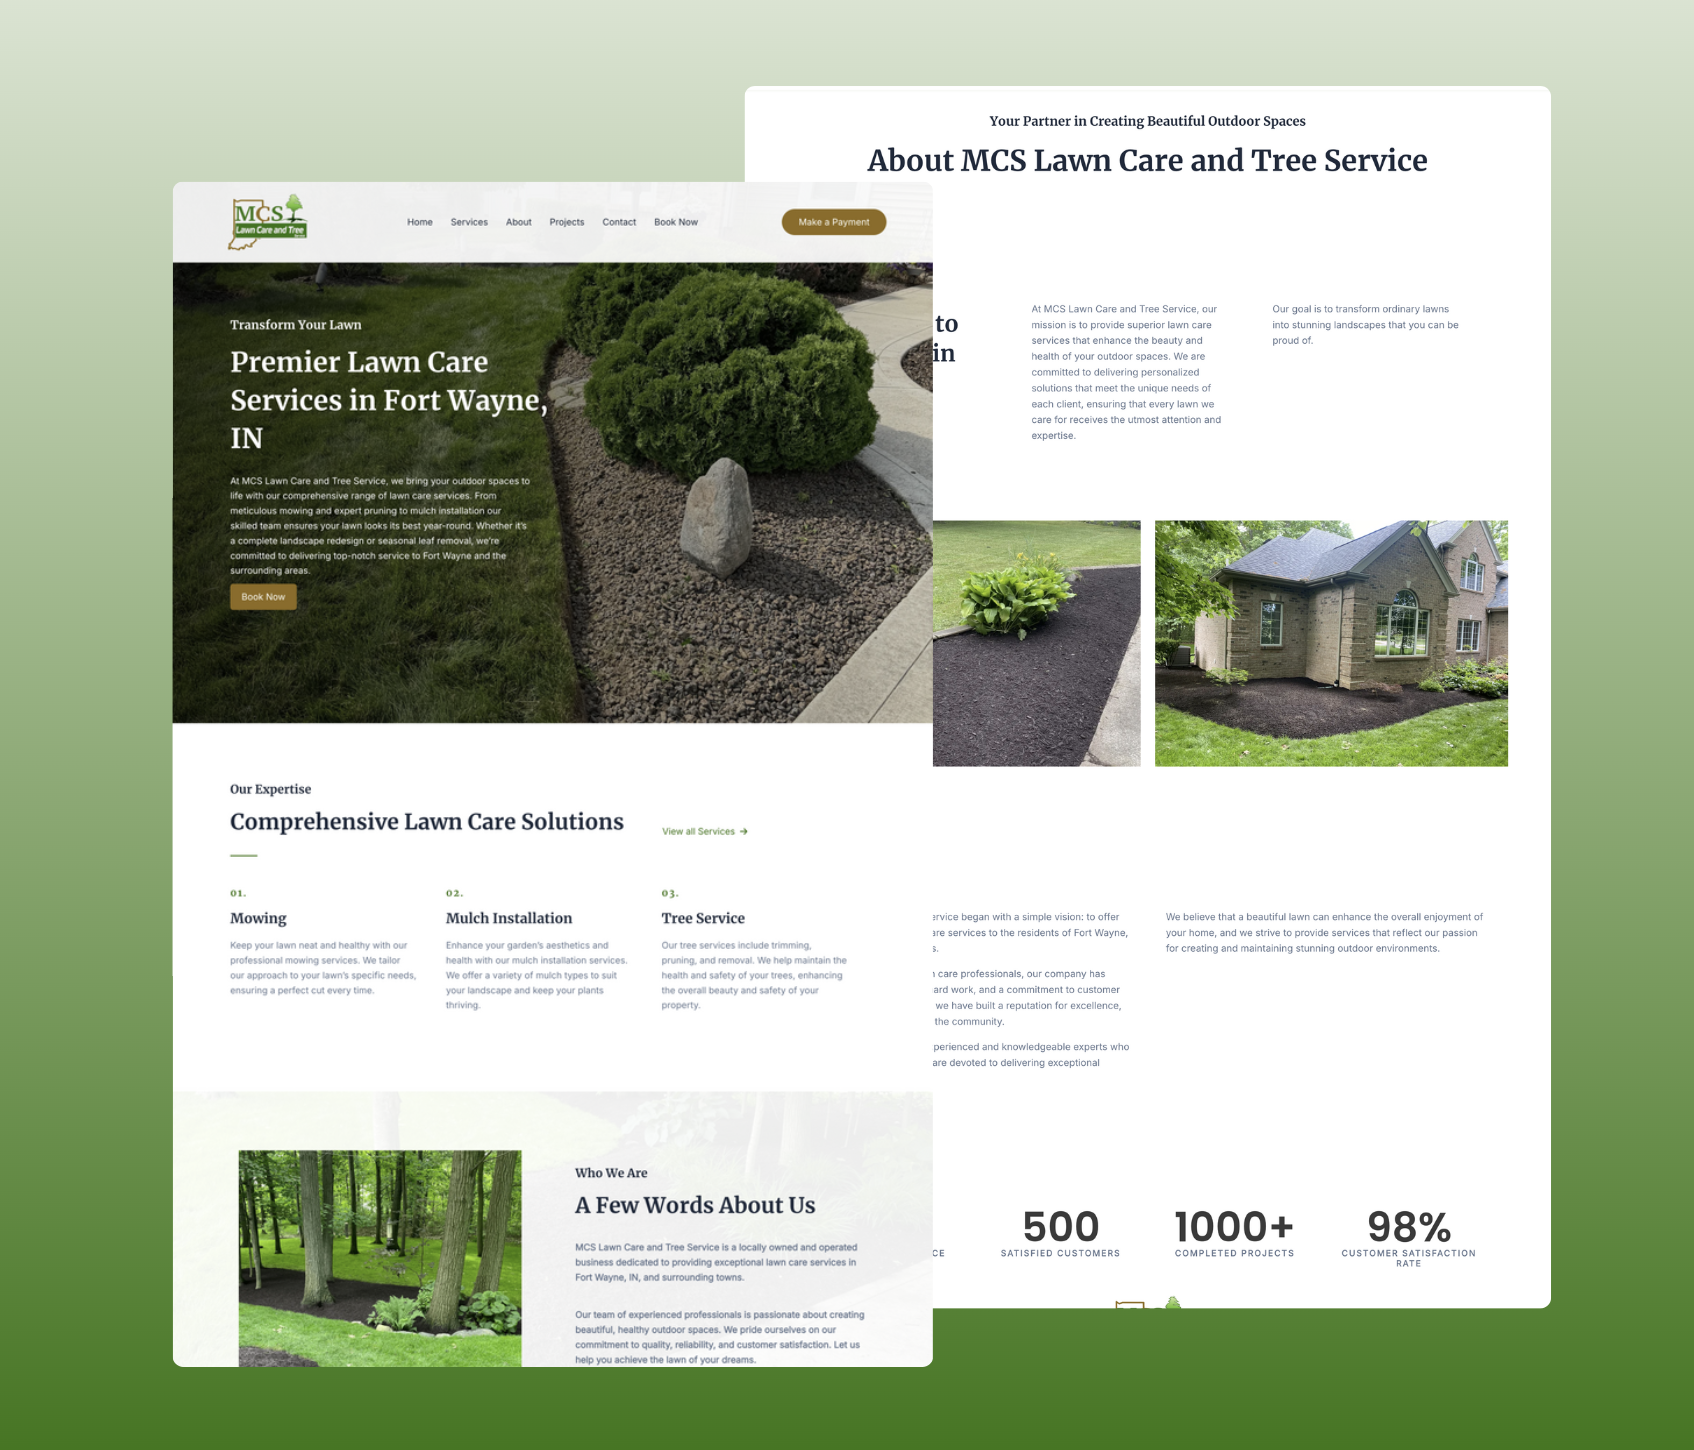 Your Partner in Creating Beautiful Outdoor Spaces
About MCS Lawn Care and Tree Service
MCS
Lawn Care and Tree
Home
Services
About
Projects
Contact
Book Now
Make a Payment
Transform Your Lawn
Premier Lawn Care
Services in Fort Wayne,
IN
At MCS Lawn Care and Tree Service, we bring your outdoor spaces to
life with our comprehensive range of lawn care services. From
meticulous mowing and expert pruning to mulch installation our
skilled team ensures your lawn looks its best year-round. Whether it's
a complete landscape redesign or seasonal leaf removal, we're
committed to delivering top-notch service to Fort Wayne and the
surrounding areas.
Book Now
Our Expertise
Comprehensive Lawn Care Solutions
View all Services →
01.
Mowing
Keep your lawn neat and healthy with our
professional mowing services. We tailor
our approach to your lawn's specific needs,
ensuring a perfect cut every time.
02.
Mulch Installation
Enhance your garden's aesthetics and
health with our mulch installation services.
We offer a variety of mulch types to suit
your landscape and keep your plants
thriving.
03.
Tree Service
Our tree services include trimming,
pruning, and removal. We help maintain the
health and safety of your trees, enhancing
the overall beauty and safety of your
property.
Who We Are
A Few Words About Us
MCS Lawn Care and Tree Service is a locally owned and operated
business dedicated to providing exceptional lawn care services in
Fort Wayne, IN, and surrounding towns.
Our team of experienced professionals is passionate about creating
beautiful, healthy outdoor spaces. We pride ourselves on our
commitment to quality, reliability, and customer satisfaction. Let us
help you achieve the lawn of your dreams.
to
in
At MCS Lawn Care and Tree Service, our
mission is to provide superior lawn care
services that enhance the beauty and
health of your outdoor spaces. We are
committed to delivering personalized
solutions that meet the unique needs of
each client, ensuring that every lawn we
care for receives the utmost attention and
expertise.
Our goal is to transform ordinary lawns
into stunning landscapes that you can be
proud of.
ervice began with a simple vision: to offer
are services to the residents of Fort Wayne,
s.
care professionals, our company has
ard work, and a commitment to customer
we have built a reputation for excellence,
the community.
perienced and knowledgeable experts who
are devoted to delivering exceptional
We believe that a beautiful lawn can enhance the overall enjoyment of
your home, and we strive to provide services that reflect our passion
for creating and maintaining stunning outdoor environments.
CE
500
SATISFIED CUSTOMERS
1000+
COMPLETED PROJECTS
98%
CUSTOMER SATISFACTION
RATE